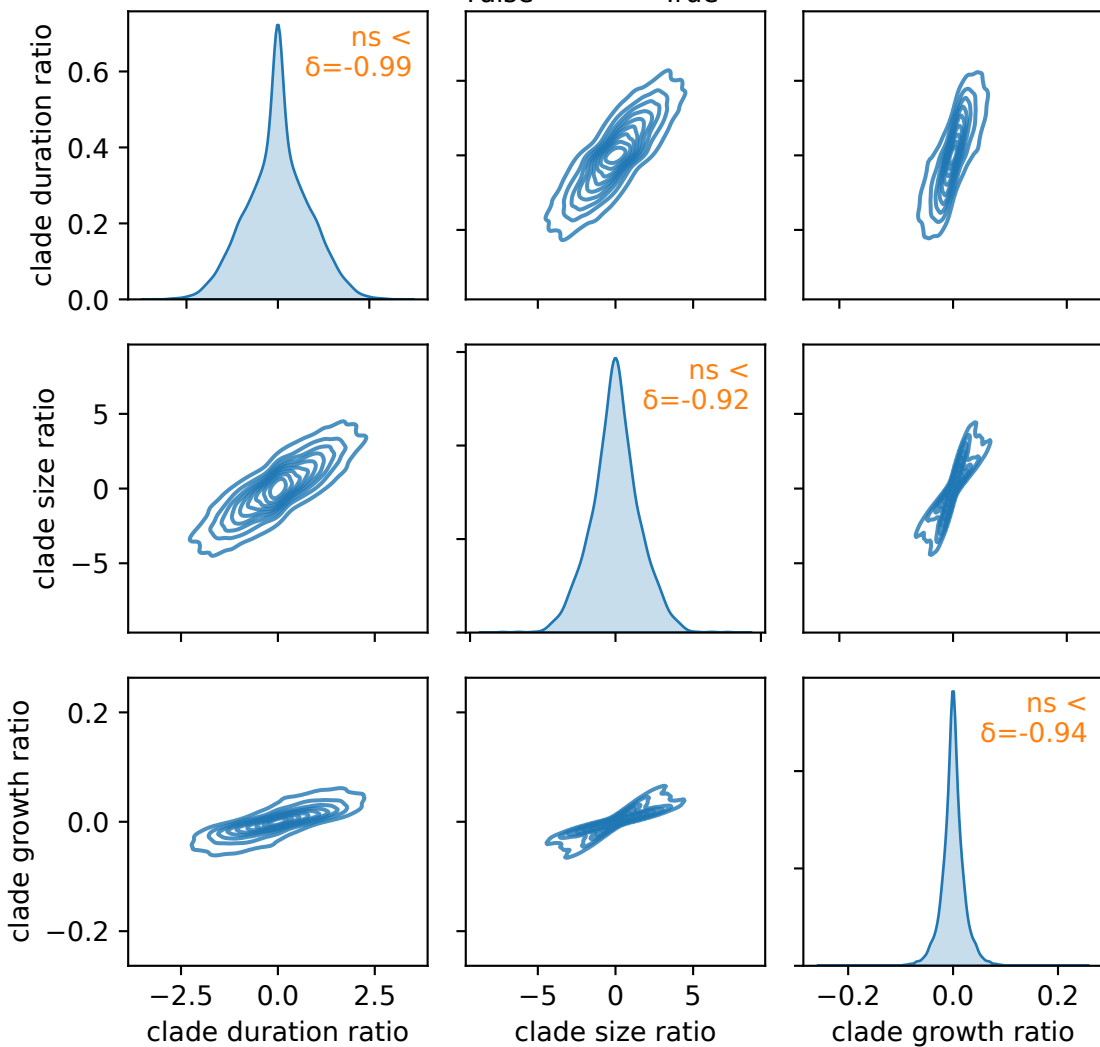 clade duration ratio
0.6
0.4
0.2
0.0
ns <
δ=-0.99
clade size ratio
5
0
−5
ns <
δ=-0.92
clade growth ratio
0.2
0.0
−0.2
ns <
δ=-0.94
−2.5 0.0 2.5
−5 0 5
−0.2 0.0 0.2
clade duration ratio
clade size ratio
clade growth ratio